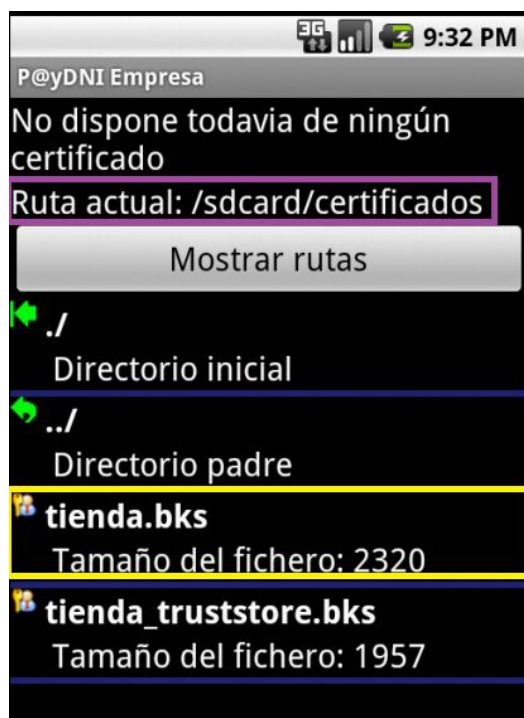 3G 9:32 PM
P@yDNI Empresa
No dispone todavia de ningún
certificado
Ruta actual: /sdcard/certificados
Mostrar rutas
./
Directorio inicial
../
Directorio padre
tienda.bks
Tamaño del fichero: 2320
tienda_truststore.bks
Tamaño del fichero: 1957